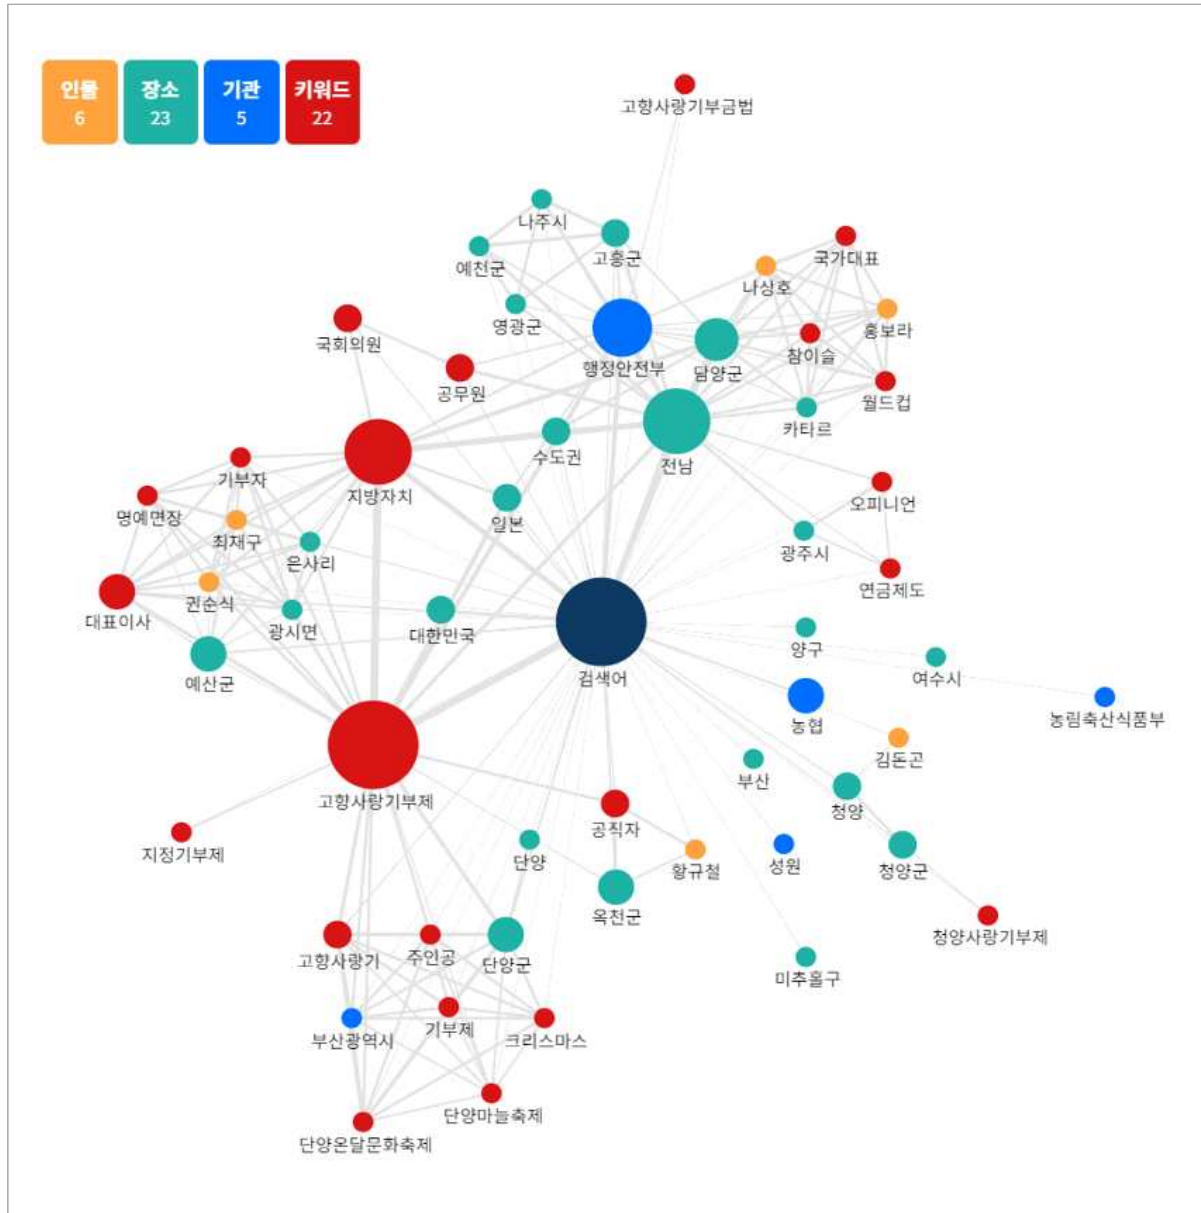 인물
6
장소
23
기관
5
키워드
22
고향사랑기부금법
나주시
고흥군
예천군
국가대표
나상호
영광군
홍보라
국회의원
참이슬
행정안전부
담양군
공무원
월드컵
카타르
수도권
전남
기부자
지방자치
오피니언
명예면장
일본
최재구
광주시
은사리
연금제도
권순식
대표이사
광시면
대한민국
양구
예산군
검색어
여수시
농림축산식품부
농협
김돈곤
부산
고향사랑기부제
청양
공직자
지정기부제
단양
황규철
성원
청양군
옥천군
청양사랑기부제
고향사랑기
주인공
단양군
미추홀구
부산광역시
기부제
크리스마스
단양마늘축제
단양온달문화축제